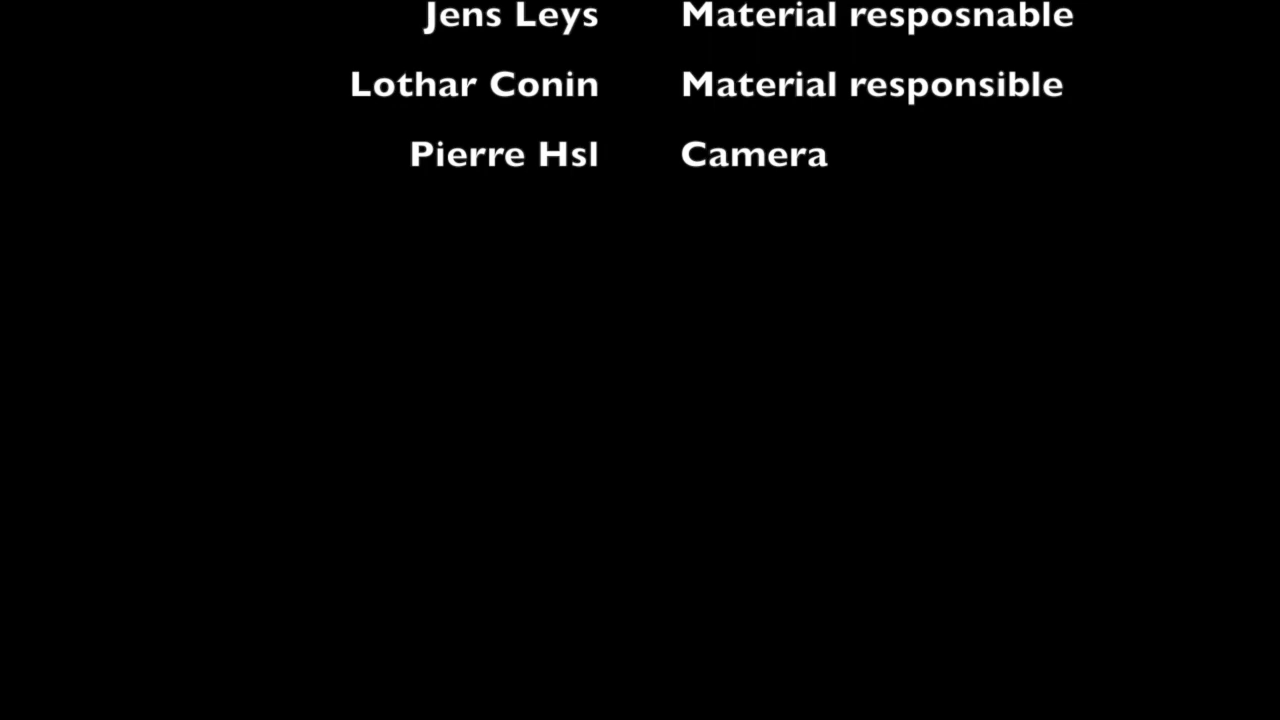 Jens Leys Material resposnable
Lothar Conin Material responsible
Pierre Hsl Camera